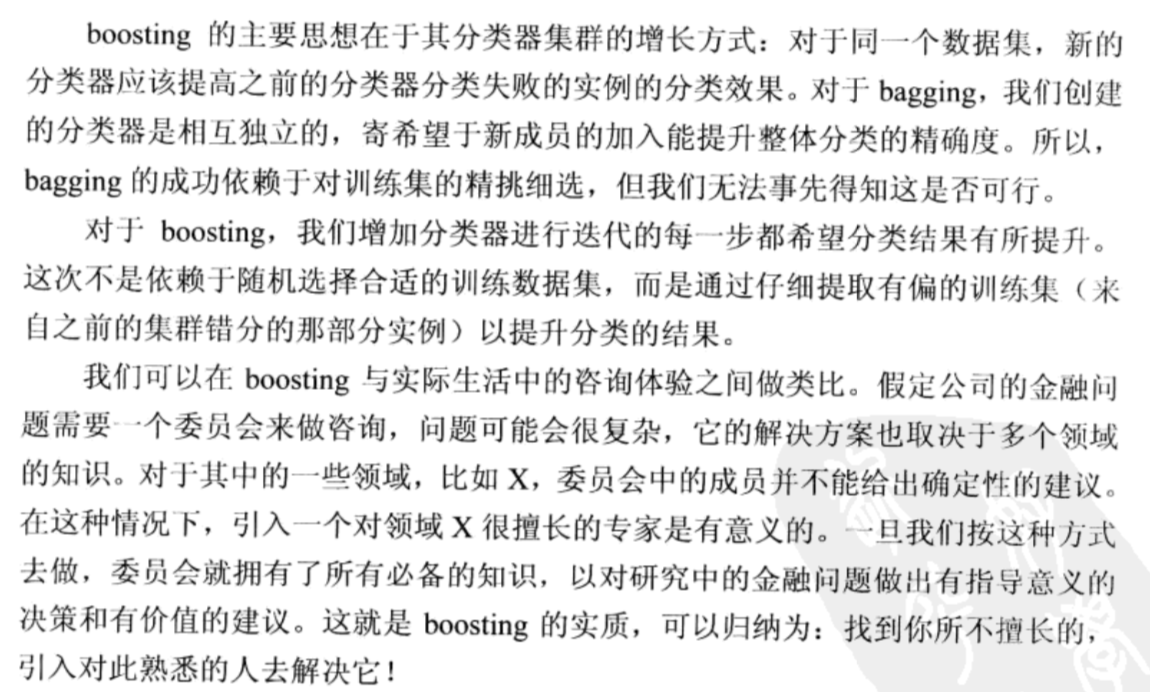 boosting 的主要思想在于其分类器集群的增长方式：对于同一个数据集，新的
分类器应该提高之前的分类器分类失败的实例的分类效果。对于 bagging，我们创建
的分类器是相互独立的，寄希望于新成员的加入能提升整体分类的精确度。所以，
bagging 的成功依赖于对训练集的精挑细选，但我们无法事先得知这是否可行。
对于 boosting，我们增加分类器进行迭代的每一步都希望分类结果有所提升。
这次不是依赖于随机选择合适的训练数据集，而是通过仔细提取有偏的训练集（来
自之前的集群错分的那部分实例）以提升分类的结果。
我们可以在 boosting 与实际生活中的咨询体验之间做类比。假定公司的金融问
题需要一个委员会来做咨询，问题可能会很复杂，它的解决方案也取决于多个领域
的知识。对于其中的一些领域，比如 X，委员会中的成员并不能给出确定性的建议。
在这种情况下，引入一个对领域 X 很擅长的专家是有意义的。一旦我们按这种方式
去做，委员会就拥有了所有必备的知识，以对研究中的金融问题做出有指导意义的
决策和有价值的建议。这就是 boosting 的实质，可以归纳为：找到你所不擅长的，
引入对此熟悉的人去解决它！